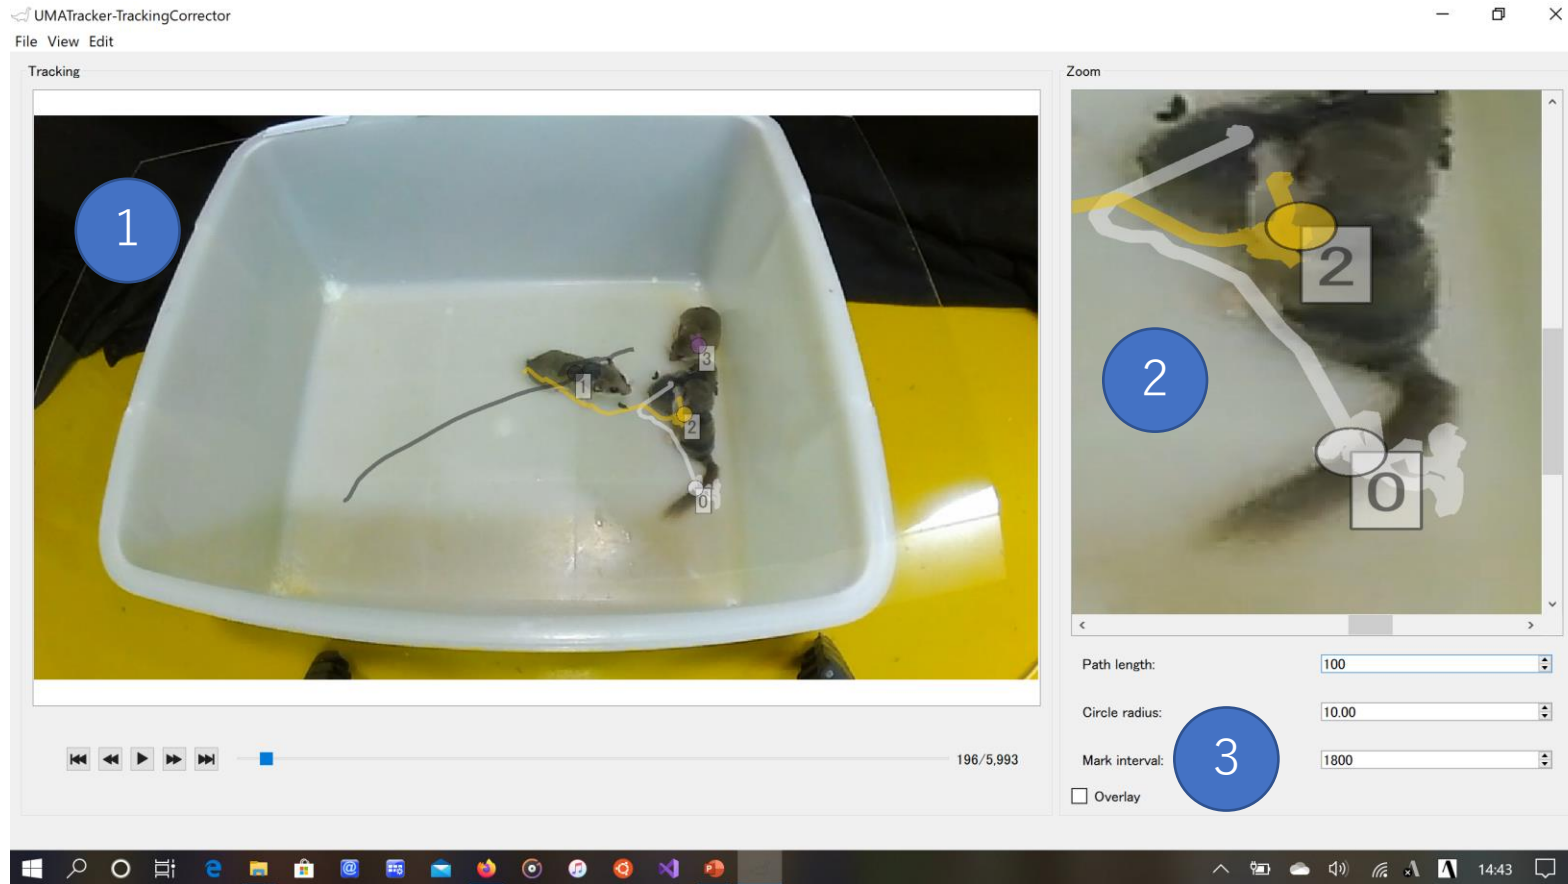 UMATracker-TrackingCorrector
File View Edit
Tracking
Zoom
1
1
3
2
0
2
0
2
Path length:
100
Circle radius:
10.00
Mark interval:
3
1800
196/5,993
Overlay
14:43